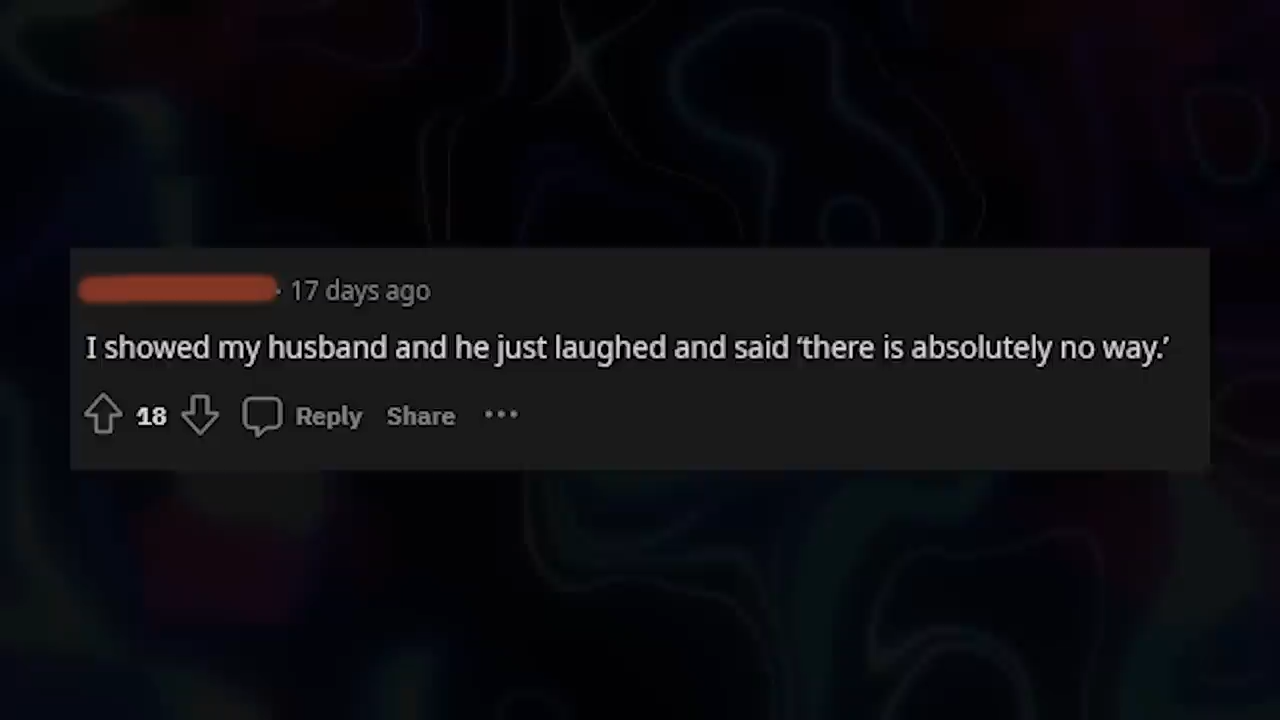 · 17 days ago
I showed my husband and he just laughed and said ‘there is absolutely no way.’
18 Reply Share ···